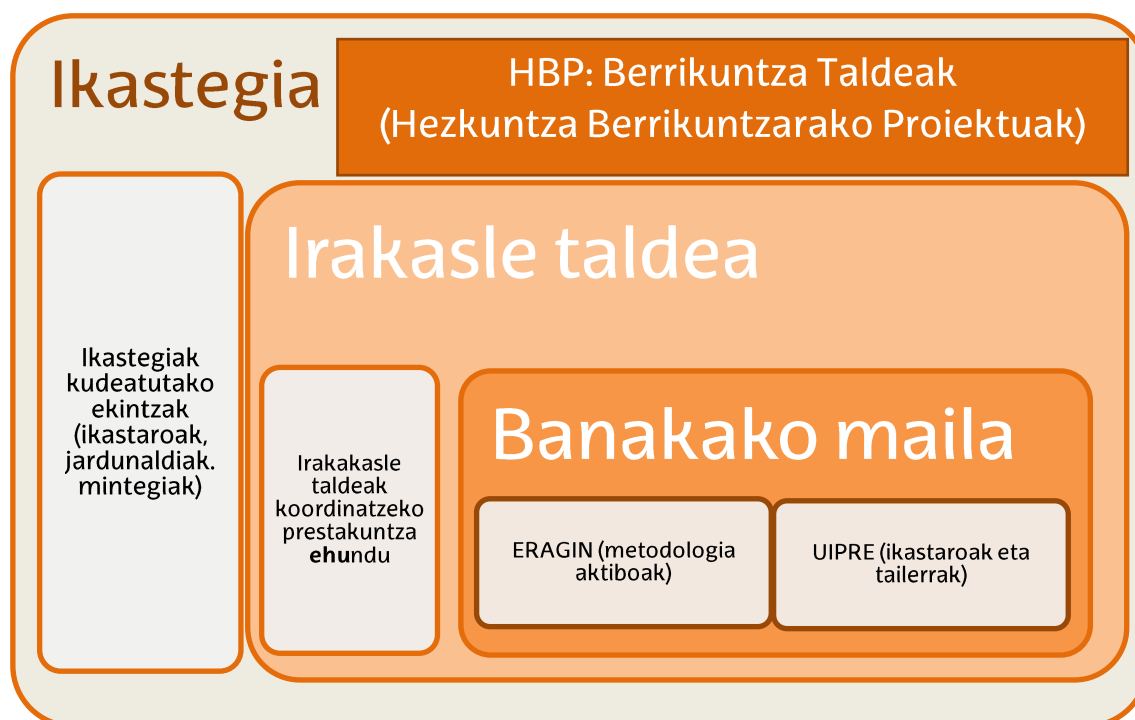 Ikastegia
HBP: Berrikuntza Taldeak
(Hezkuntza Berrikuntzarako Proiektuak)
Irakasle taldea
Ikastegiak
kudeatutako
ekintzak
(ikastaroak,
jardunaldiak.
mintegiak)
Irakakasle
taldeak
koordinatzeko
prestakuntza
ehundu
Banakako maila
ERAGIN (metodologia
aktiboak)
UIPRE (ikastaroak eta
tailerrak)